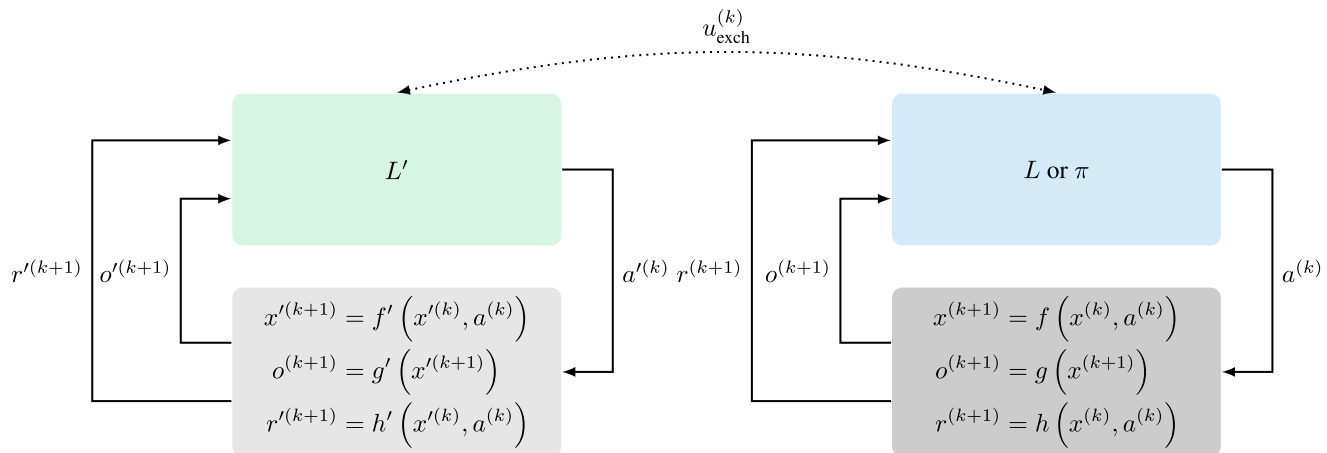 u_exch^(k)
L′
L or π
r′^(k+1)
o′^(k+1)
a′^(k)
r^(k+1)
o^(k+1)
a^(k)
x′^(k+1) = f′(x′^(k), a^(k))
o^(k+1) = g′(x′^(k+1))
r′^(k+1) = h′(x′^(k), a^(k))
x^(k+1) = f(x^(k), a^(k))
o^(k+1) = g(x^(k+1))
r^(k+1) = h(x^(k), a^(k))